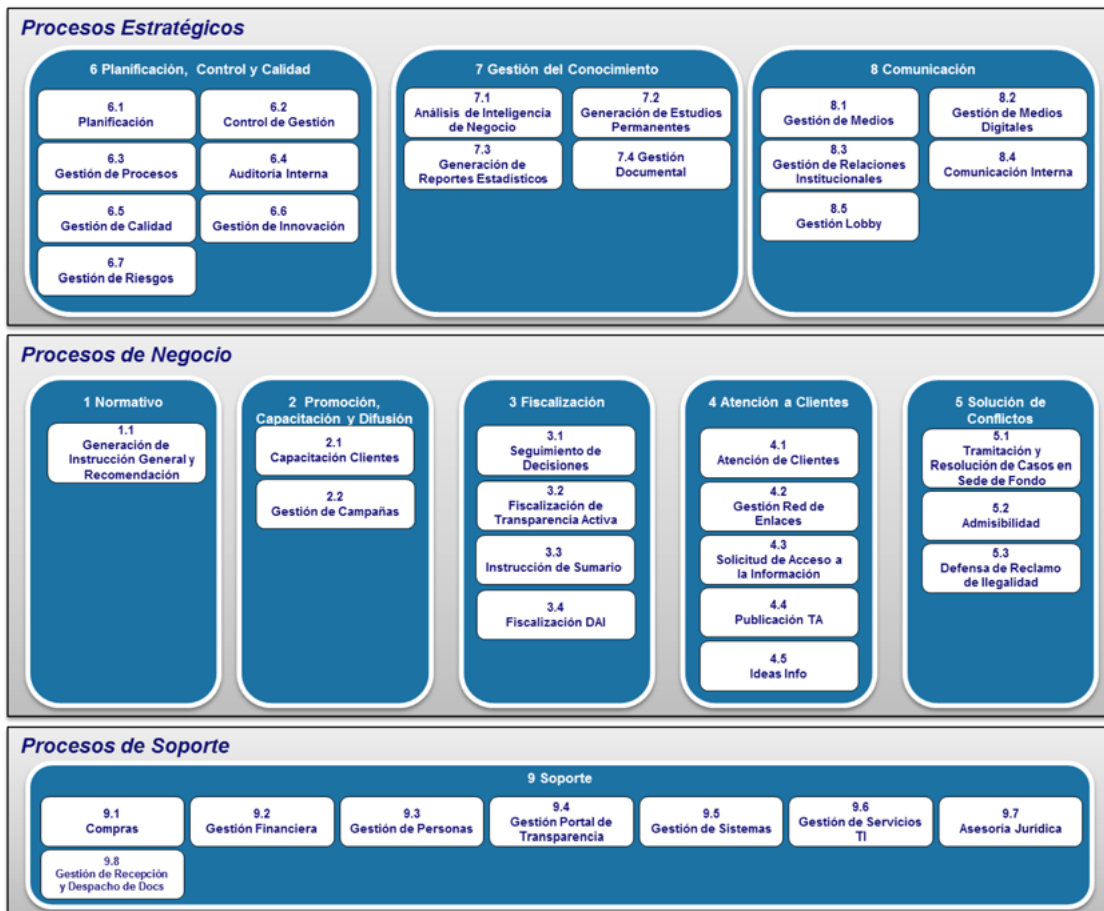 Procesos Estratégicos
6 Planificación, Control y Calidad
6.1
Planificación
6.2
Control de Gestión
6.3
Gestión de Procesos
6.4
Auditoría Interna
6.5
Gestión de Calidad
6.6
Gestión de Innovación
6.7
Gestión de Riesgos
7 Gestión del Conocimiento
7.1
Análisis de Inteligencia
de Negocio
7.2
Generación de Estudios
Permanentes
7.3
Generación de
Reportes Estadísticos
7.4 Gestión
Documental
8 Comunicación
8.1
Gestión de Medios
8.2
Gestión de Medios
Digitales
8.3
Gestión de Relaciones
Institucionales
8.4
Comunicación Interna
8.5
Gestión Lobby
Procesos de Negocio
1 Normativo
1.1
Generación de
Instrucción General y
Recomendación
2 Promoción,
Capacitación y Difusión
2.1
Capacitación Clientes
2.2
Gestión de Campañas
3 Fiscalización
3.1
Seguimiento de
Decisiones
3.2
Fiscalización de
Transparencia Activa
3.3
Instrucción de Sumario
3.4
Fiscalización DAI
4 Atención a Clientes
4.1
Atención de Clientes
4.2
Gestión Red de
Enlaces
4.3
Solicitud de Acceso a
la Información
4.4
Publicación TA
4.5
Ideas Info
5 Solución de
Conflictos
5.1
Tramitación y
Resolución de Casos en
Sede de Fondo
5.2
Admisibilidad
5.3
Defensa de Reclamo
de Ilegalidad
Procesos de Soporte
9 Soporte
9.1
Compras
9.2
Gestión Financiera
9.3
Gestión de Personas
9.4
Gestión Portal de
Transparencia
9.5
Gestión de Sistemas
9.6
Gestión de Servicios
TI
9.7
Asesoría Jurídica
9.8
Gestión de Recepción
y Despacho de Docs